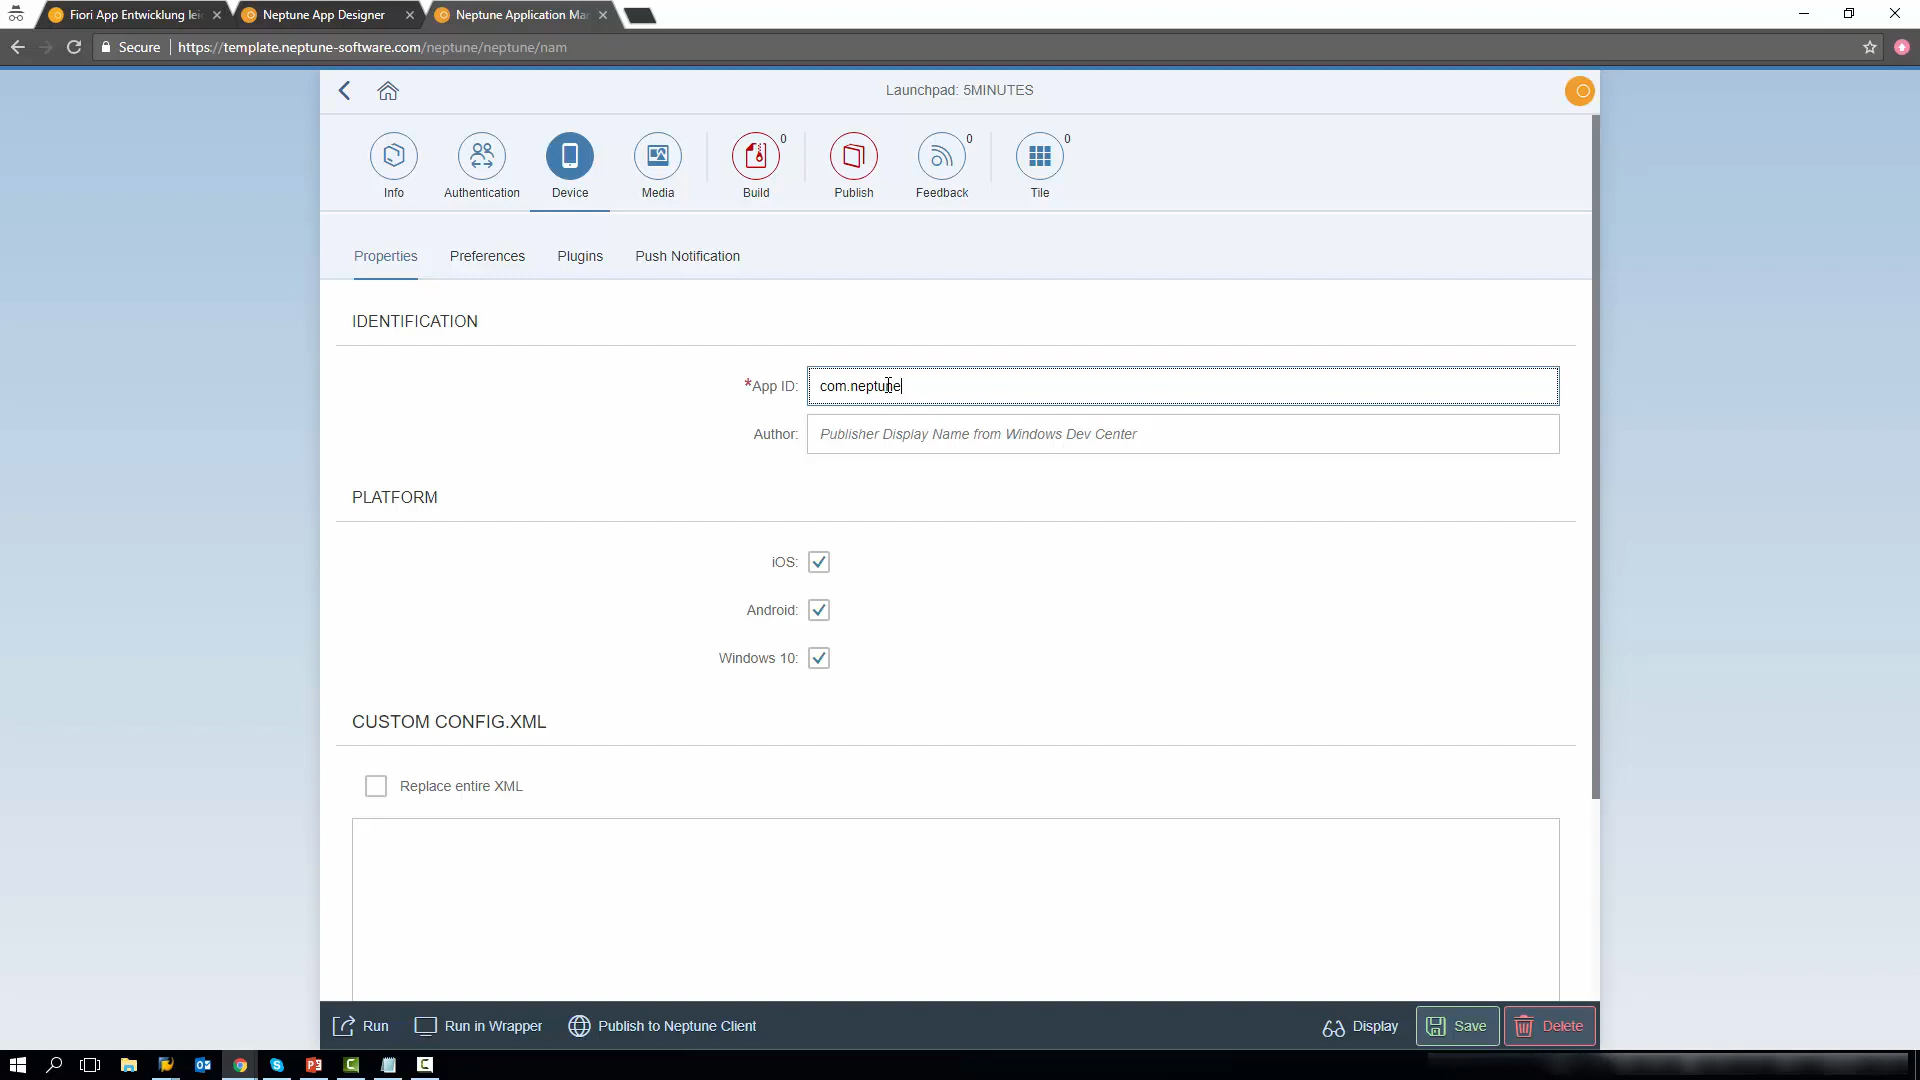 Fiori App Entwicklung lei
Neptune App Designer
Neptune Application Ma
Secure
https://template.neptune-software.com/neptune/neptune/nam
Launchpad: 5MINUTES
Info
Authentication
Device
Media
0
Build
Publish
0
Feedback
0
Tile
Properties
Preferences
Plugins
Push Notification
IDENTIFICATION
*App ID:
com.neptune
Author:
Publisher Display Name from Windows Dev Center
PLATFORM
iOS:
Android:
Windows 10:
CUSTOM CONFIG.XML
Replace entire XML
Run
Run in Wrapper
Publish to Neptune Client
Display
Save
Delete